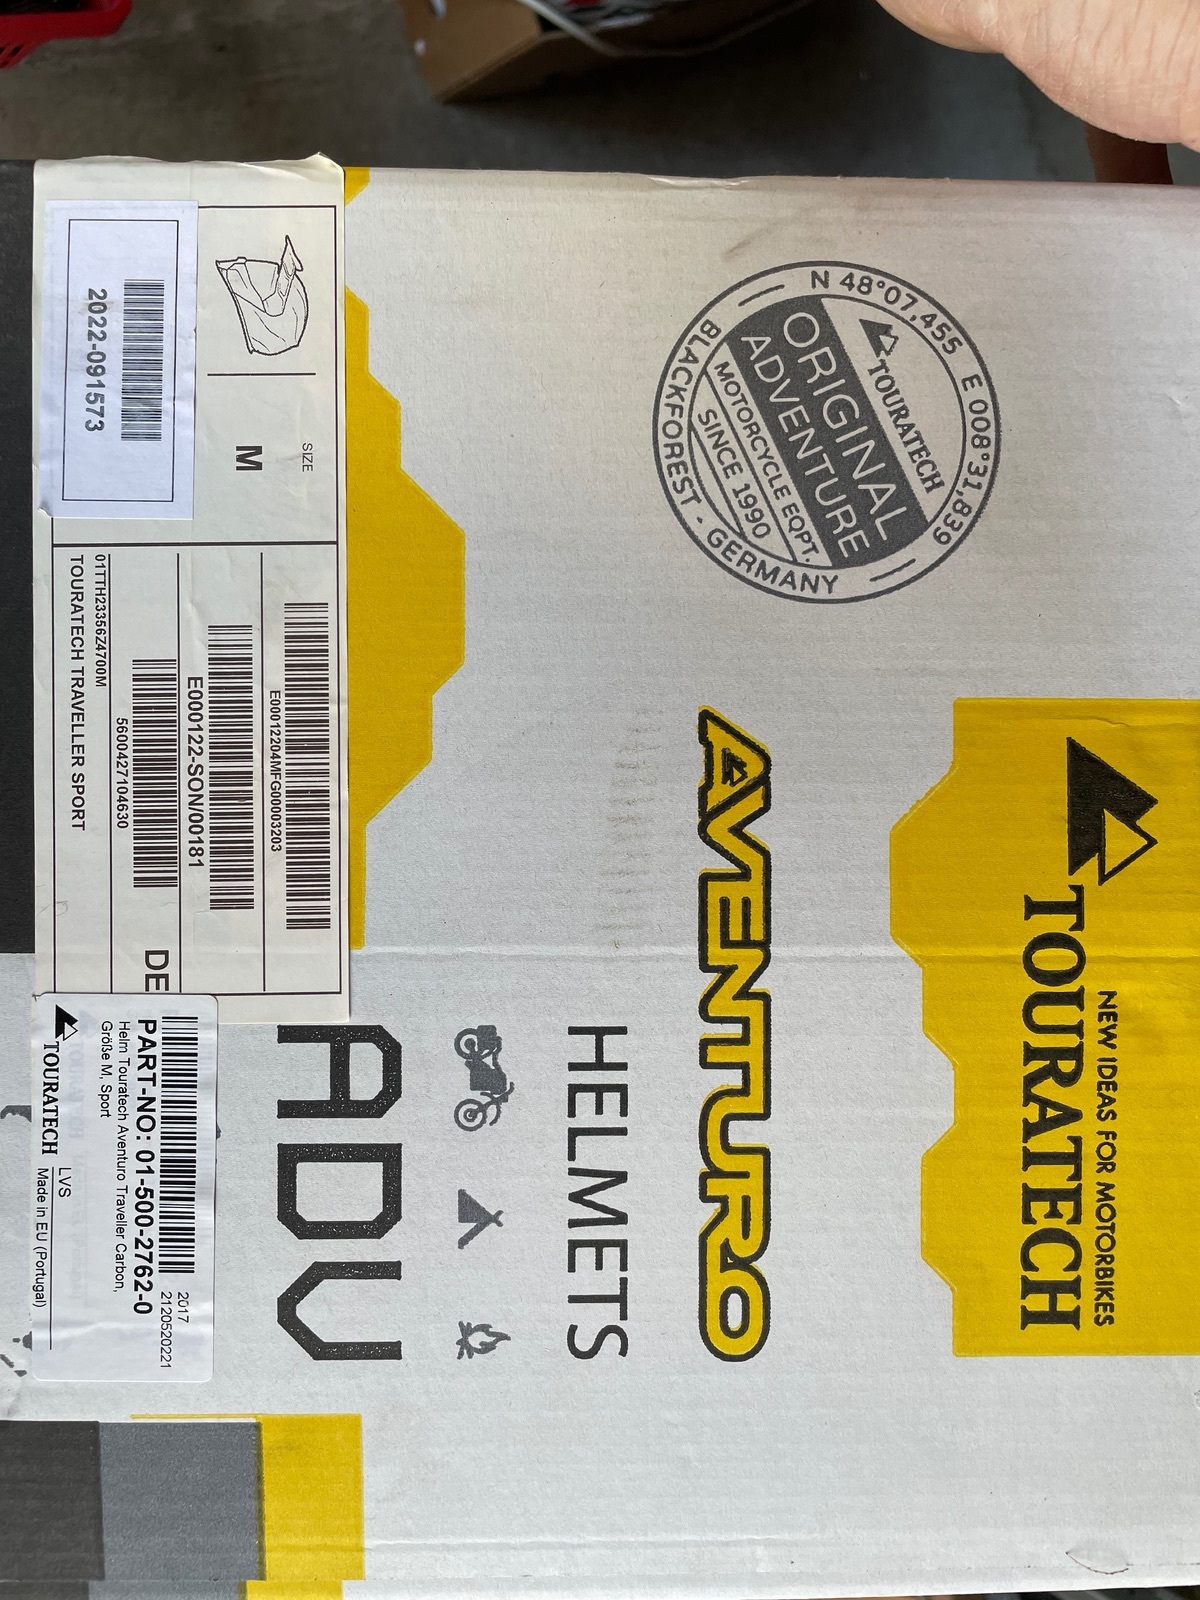 NEW IDEAS FOR MOTORBIKES
TOURATECH
N 48°07,455 E 008°31,839
TOURATECH
ORIGINAL
ADVENTURE
MOTORCYCLE EQPT.
SINCE 1990
BLACKFOREST - GERMANY
AVENTURO
HELMETS
ADV
SIZE
M
E00012204MFG00003203
E000122-SON/00181
5600427104630
DE
01TTH23356Z4700M
TOURATECH TRAVELLER SPORT
2022-091573
2017
2120520221
PART-NO: 01-500-2762-0
Helm Touratech Aventuro Traveller Carbon,
Größe M, Sport
TOURATECH
LVS
Made in EU (Portugal)